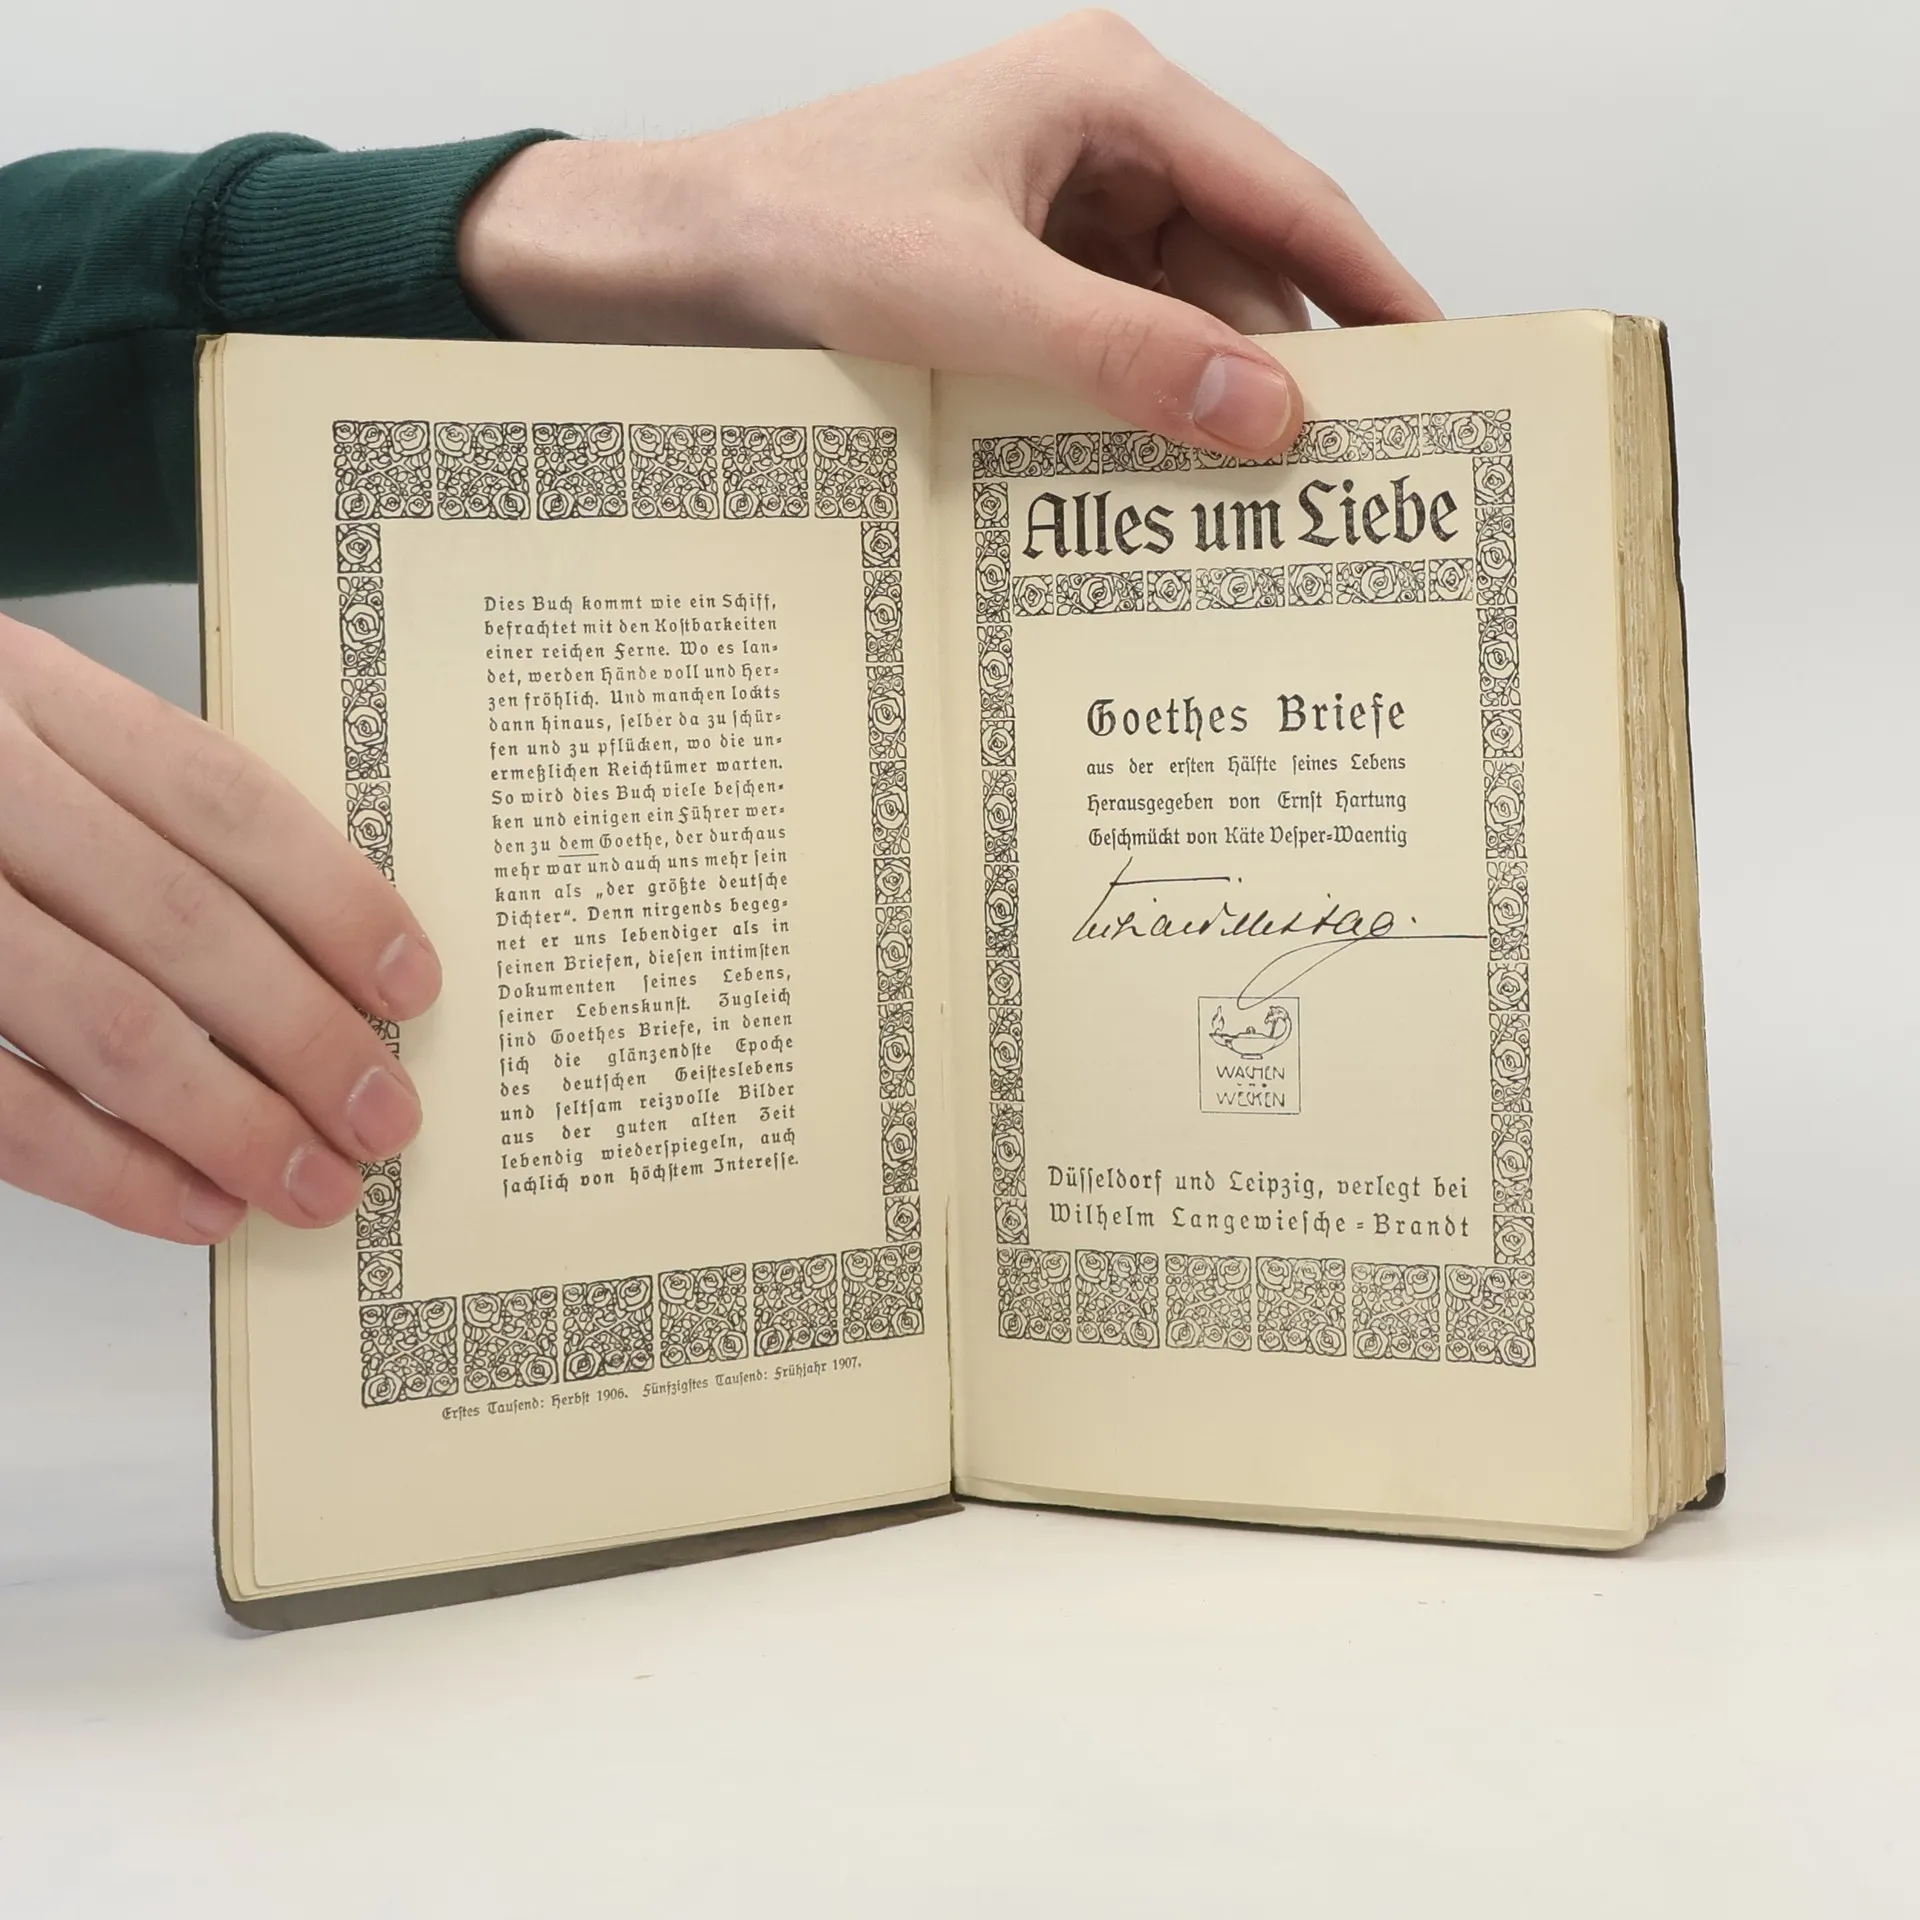 Dies Buch kommt wie ein Schiff,
befrachtet mit den Kostbarkeiten
einer reichen Ferne. Wo es lan=
det, werden Hände voll und Her=
zen fröhlich. Und manchen lockts
dann hinaus, selber da zu schür=
fen und zu pflücken, wo die un=
ermeßlichen Reichtümer warten.
So wird dies Buch viele beschen=
ken und einigen ein Führer wer=
den zu dem Goethe, der durchaus
mehr war und auch uns mehr sein
kann als „der größte deutsche
Dichter“. Denn nirgends begeg=
net er uns lebendiger als in
seinen Briefen, diesen intimsten
Dokumenten seines Lebens,
seiner Lebenskunst. Zugleich
sind Goethes Briefe, in denen
sich die glänzendste Epoche
des deutschen Geisteslebens
und seltsam reizvolle Bilder
aus der guten alten Zeit
lebendig wiederspiegeln, auch
sachlich von höchstem Interesse.
Erstes Tausend: Herbst 1906. Fünfzigstes Tausend: Frühjahr 1907.
Alles um Liebe
Goethes Briefe
aus der ersten Hälfte seines Lebens
Herausgegeben von Ernst Hartung
Geschmückt von Käte Vesper=Waentig
WACHEN
UND
WECKEN
Düsseldorf und Leipzig, verlegt bei
Wilhelm Langewiesche=Brandt